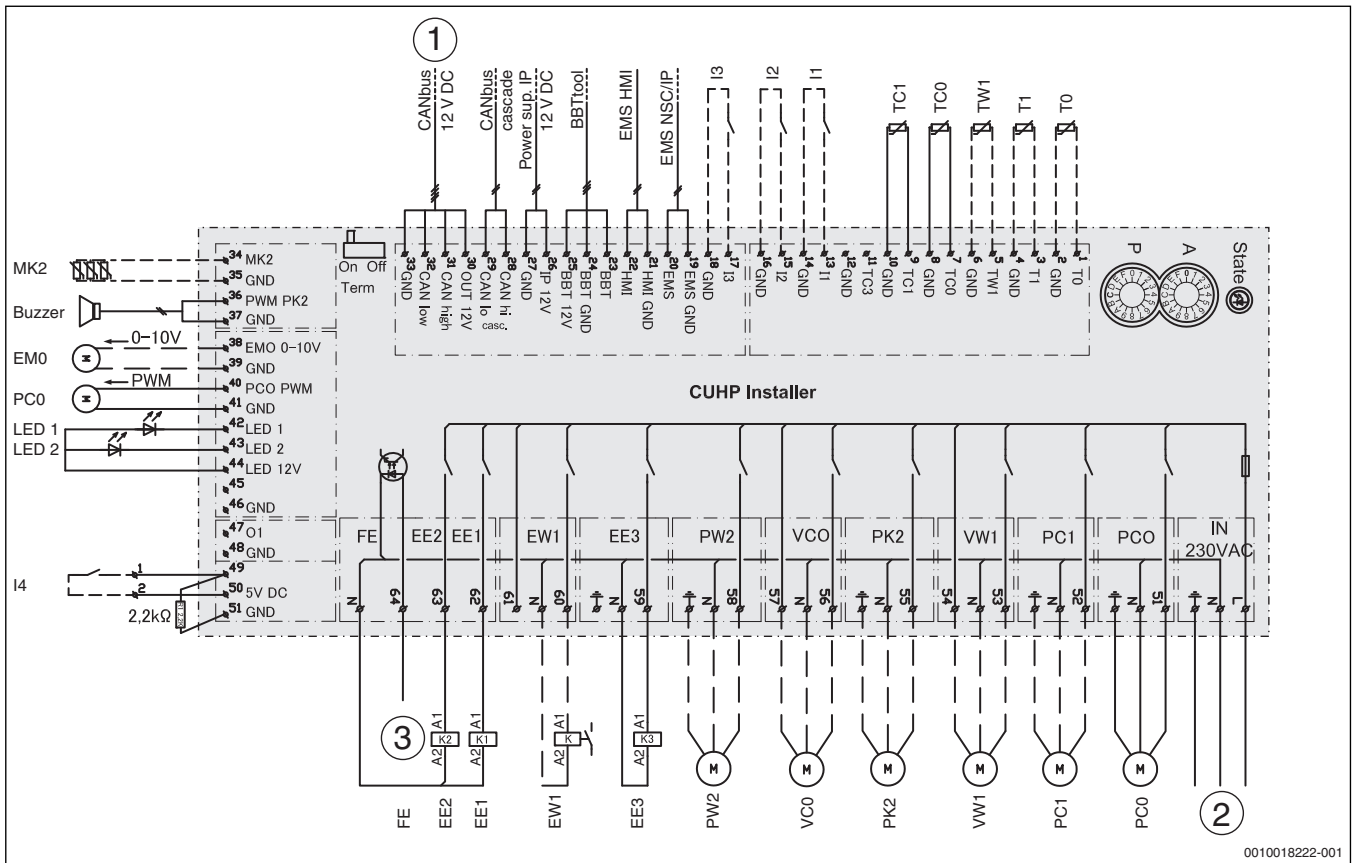 1
CANbus
12 V DC
CANbus
cascade
Power sup. IP
12 V DC
BBTtool
EMS HMI
EMS NSC/IP
I3
I2
I1
TC1
TC0
TW1
T1
T0
MK2
Buzzer
EM0
PC0
LED 1
LED 2
I4
0-10V
PWM
1
2
2,2kΩ
34 MK2
35 GND
36 PWM PK2
37 GND
38 EMO 0-10V
39 GND
40 PCO PWM
41 GND
42 LED 1
43 LED 2
44 LED 12V
45
46 GND
47 O1
48 GND
49
50 5V DC
51 GND
On Off
Term
33 GND
32 CAN low
31 CAN high
30 OUT 12V
29 CAN lo
casc.
28 CAN hi
27 GND
26 IP 12V
25 BBT 12V
24 BBT GND
23 BBT
22 HMI
21 HMI GND
20 EMS
19 EMS GND
18 GND
17 I3
16 GND
15 I2
14 GND
13 I1
12 GND
11 TC3
10 GND
9 TC1
8 GND
7 TC0
6 GND
5 TW1
4 GND
3 T1
2 GND
1 T0
P
A
State
CUHP Installer
FE
EE2
EE1
EW1
EE3
PW2
VCO
PK2
VW1
PC1
PCO
IN
230VAC
N
64
63
62
61
N
60
59
N
N
58
57
N
56
N
55
54
N
53
N
52
N
51
N
L
3
A1
K2
A2
A1
K1
A2
A1
K
A2
A1
K3
A2
M
M
M
M
M
M
M
M
FE
EE2
EE1
EW1
EE3
PW2
VC0
PK2
VW1
PC1
PC0
2
0010018222-001